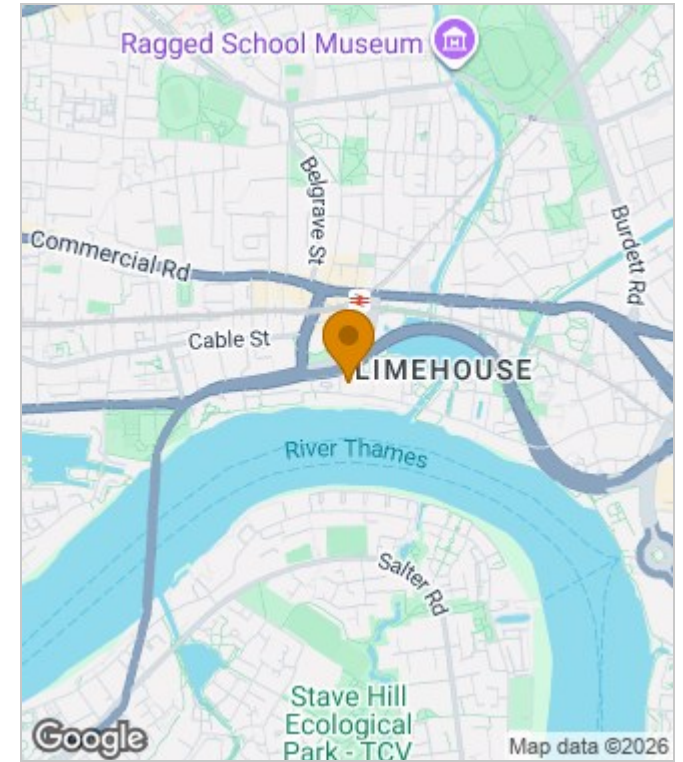 Ragged School Museum
Belgrave St
Burdett Rd
Commercial Rd
Cable St
LIMEHOUSE
River Thames
Salter Rd
Stave Hill
Ecological
Park - TCV
Google
Map data ©2026